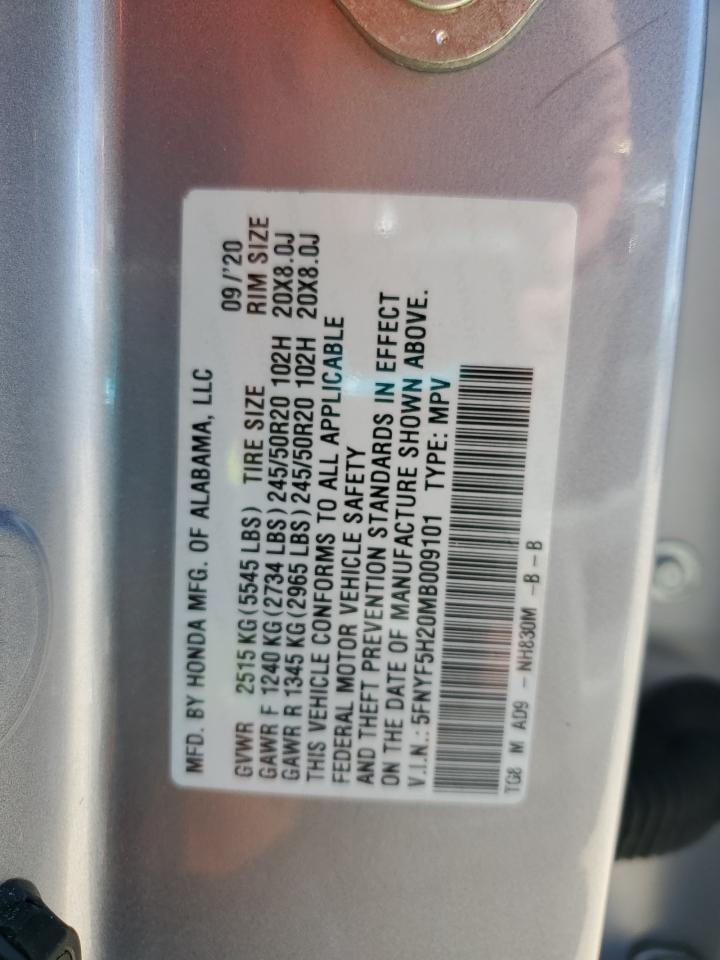 MFD. BY HONDA MFG. OF ALABAMA, LLC 09/'20
GVWR 2515 KG(5545 LBS) TIRE SIZE RIM SIZE
GAWR F 1240 KG(2734 LBS)245/50R20 102H 20X8.0J
GAWR R 1345 KG(2965 LBS)245/50R20 102H 20X8.0J
THIS VEHICLE CONFORMS TO ALL APPLICABLE
FEDERAL MOTOR VEHICLE SAFETY
AND THEFT PREVENTION STANDARDS IN EFFECT
ON THE DATE OF MANUFACTURE SHOWN ABOVE.
V.I.N.:5FNYF5H20MB009101 TYPE: MPV
TG8 M AD9 - NH830M -B-B